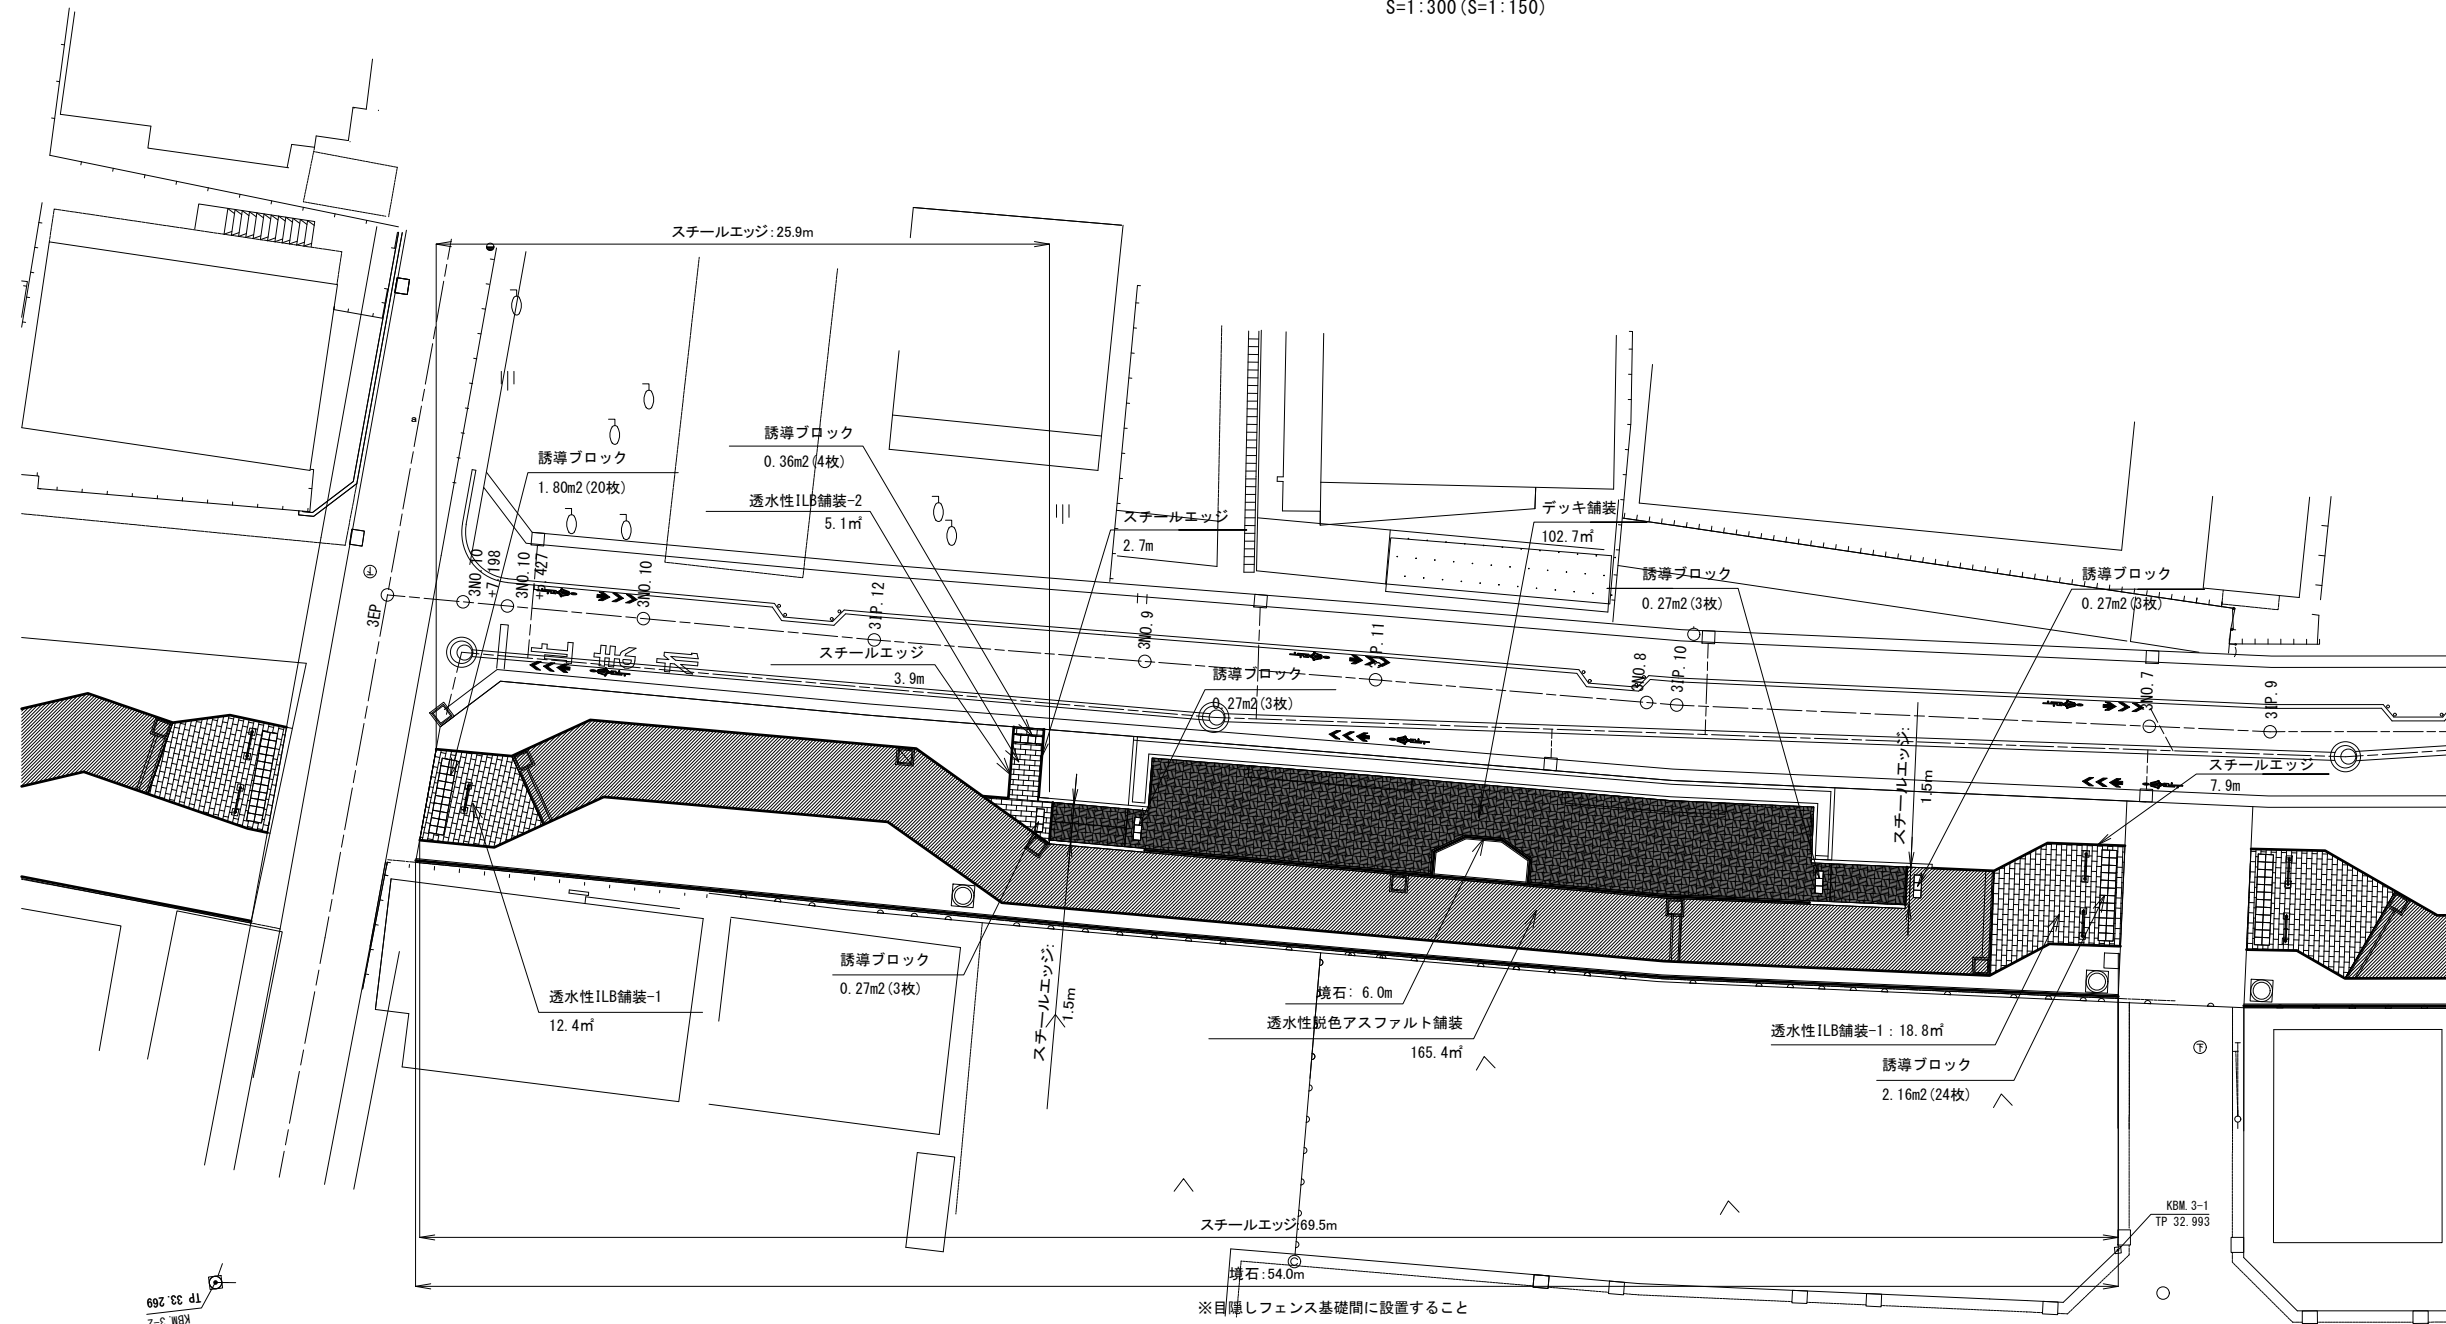 S=1:300(S=1:150)
スチールエッジ:25.9m
誘導ブロック
0.36m2(4枚)
誘導ブロック
1.80m2(20枚)
透水性ILB舗装-2
5.1㎡
スチールエッジ
2.7m
デッキ舗装
102.7㎡
誘導ブロック
0.27m2(3枚)
誘導ブロック
0.27m2(3枚)
3EP
3NO.10
+7.198
3NO.10
3NO.10
3IP.12
3NO.9
P.11
3NO.8
3IP.10
3NO.7
3IP.9
スチールエッジ
3.9m
誘導ブロック
0.27m2(3枚)
スチールエッジ:
1.5m
スチールエッジ
7.9m
誘導ブロック
0.27m2(3枚)
スチールエッジ:
1.5m
透水性ILB舗装-1
12.4㎡
境石: 6.0m
透水性脱色アスファルト舗装
165.4㎡
透水性ILB舗装-1：18.8㎡
誘導ブロック
2.16m2(24枚)
下
スチールエッジ:69.5m
KBM.3-1
TP 32.993
境石:54.0m
※目隠しフェンス基礎間に設置すること
TP 33.269
KBM.3-2